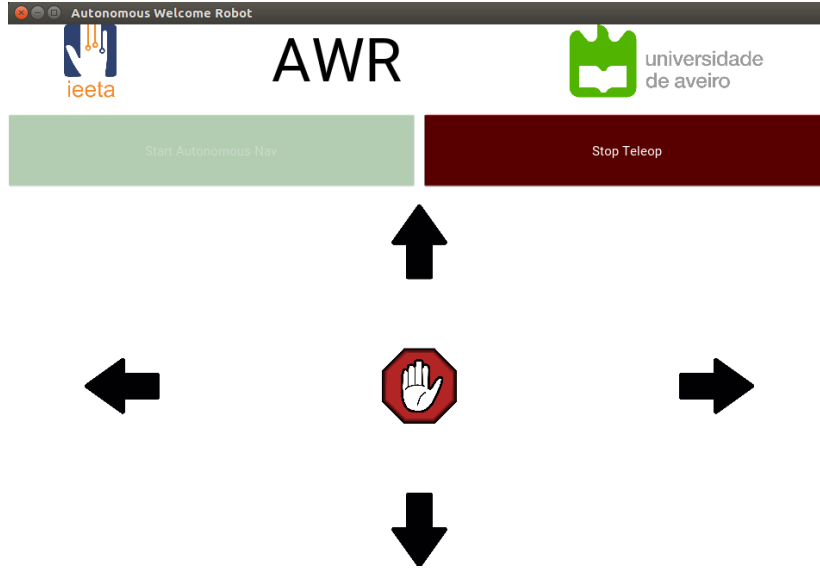 Autonomous Welcome Robot
ieeta
AWR
universidade
de aveiro
Start Autonomous Nav
Stop Teleop